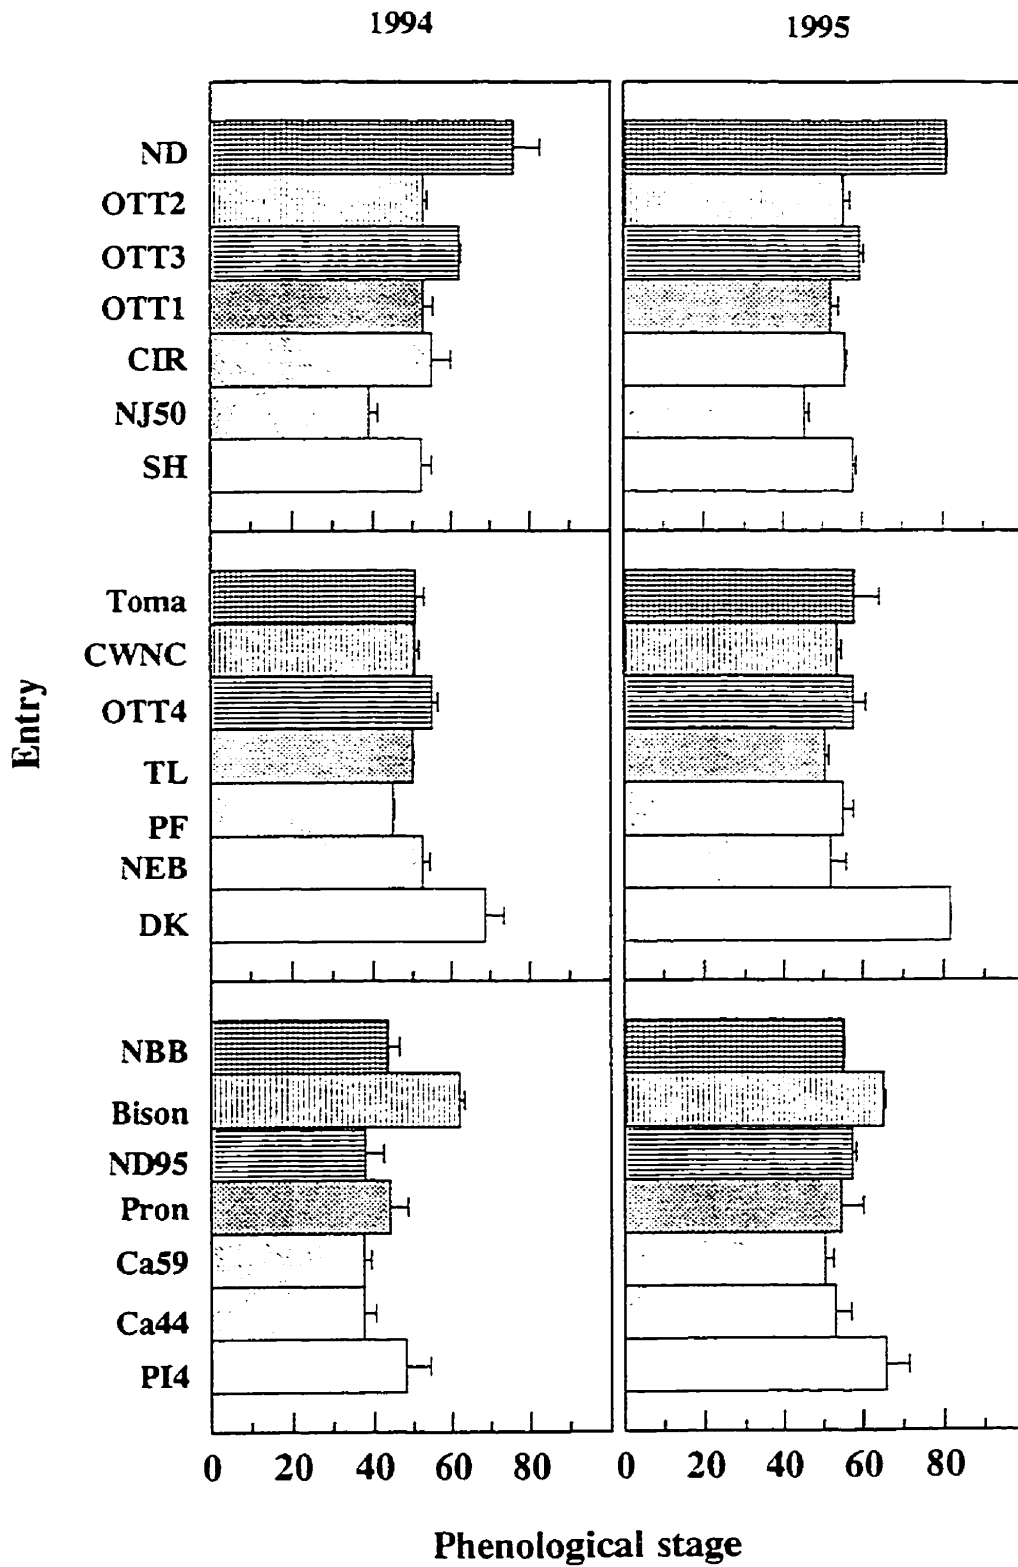 1994
1995
ND
OTT2
OTT3
OTT1
CIR
NJ50
SH
Toma
CWNC
OTT4
TL
PF
NEB
DK
NBB
Bison
ND95
Pron
Ca59
Ca44
PI4
Entry
0 20 40 60 80
0 20 40 60 80
Phenological stage